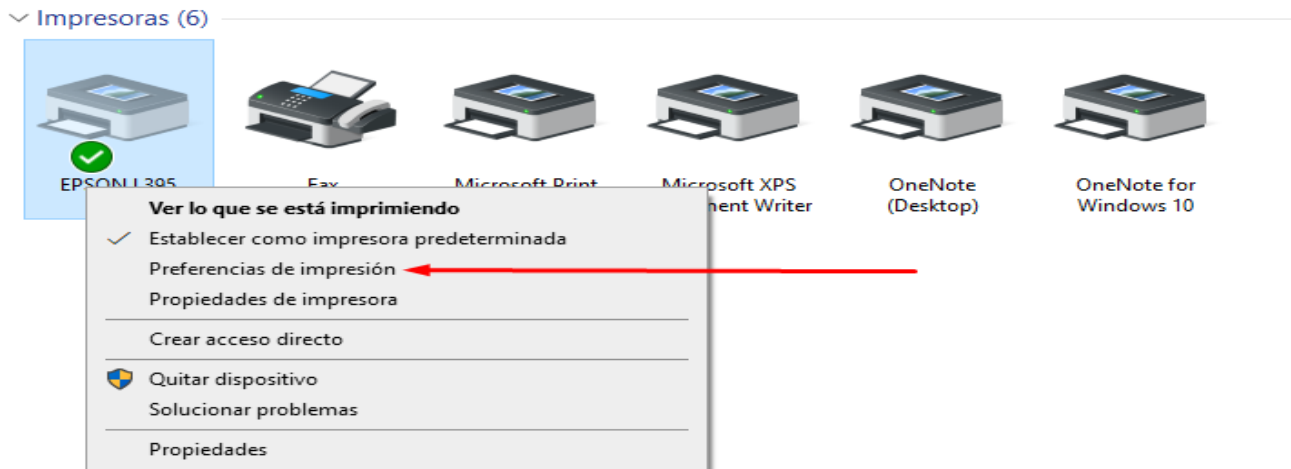 Impresoras (6)
EPSON L395
Fax
Microsoft Print
Microsoft XPS
ment Writer
OneNote
(Desktop)
OneNote for
Windows 10
Ver lo que se está imprimiendo
Establecer como impresora predeterminada
Preferencias de impresión
Propiedades de impresora
Crear acceso directo
Quitar dispositivo
Solucionar problemas
Propiedades